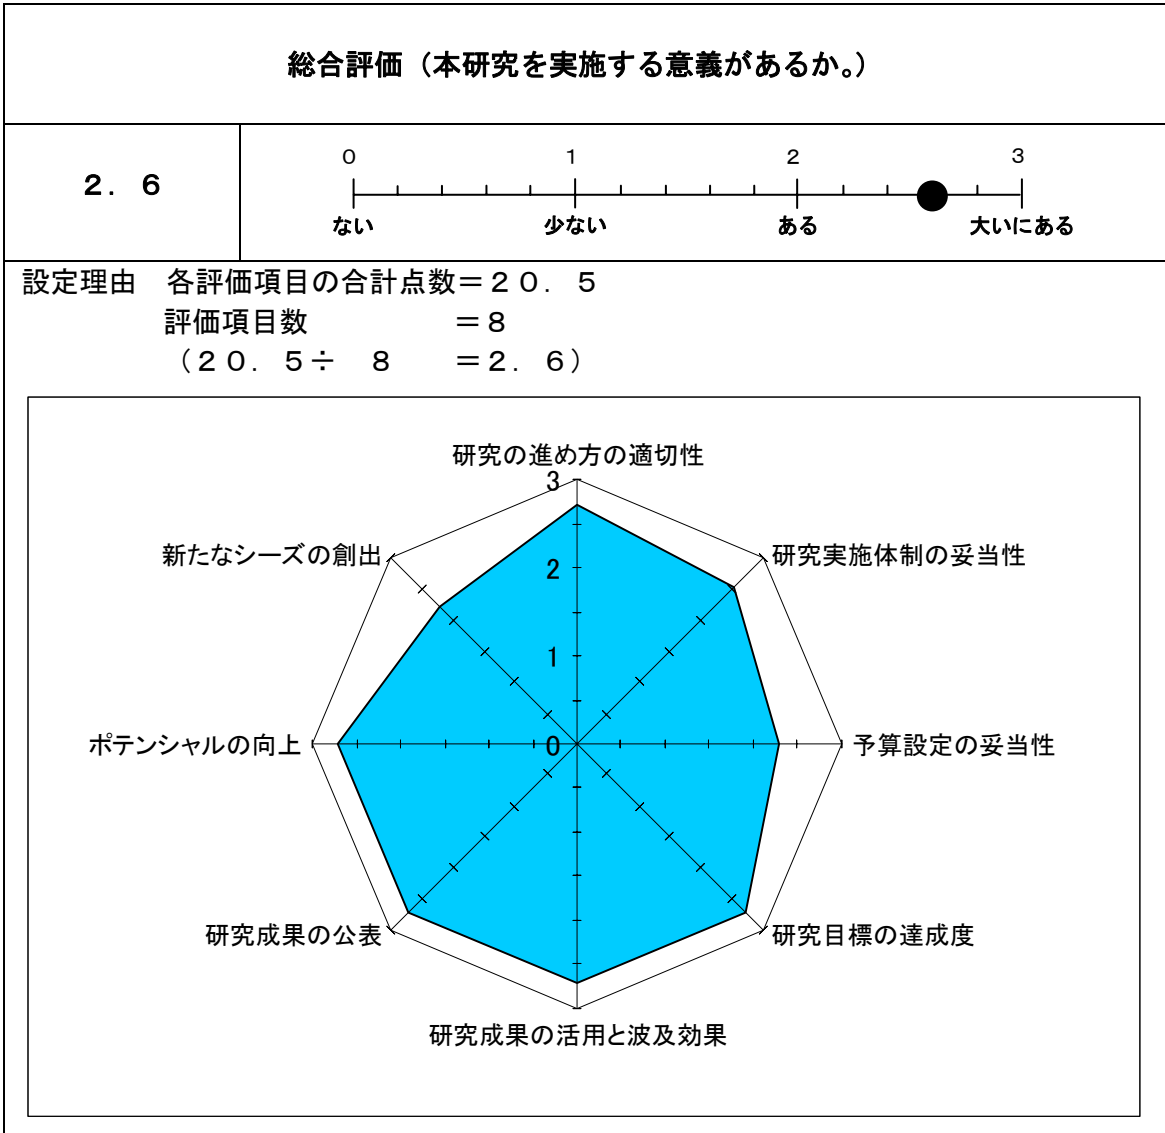 総合評価（本研究を実施する意義があるか。）
２．６
0 1 2 3
ない 少ない ある 大いにある
設定理由　各評価項目の合計点数＝２０．５
評価項目数　　　　　＝８
（２０．５÷　８　　＝２．６）
研究の進め方の適切性
3
新たなシーズの創出
研究実施体制の妥当性
2
1
ポテンシャルの向上
0
予算設定の妥当性
研究成果の公表
研究目標の達成度
研究成果の活用と波及効果